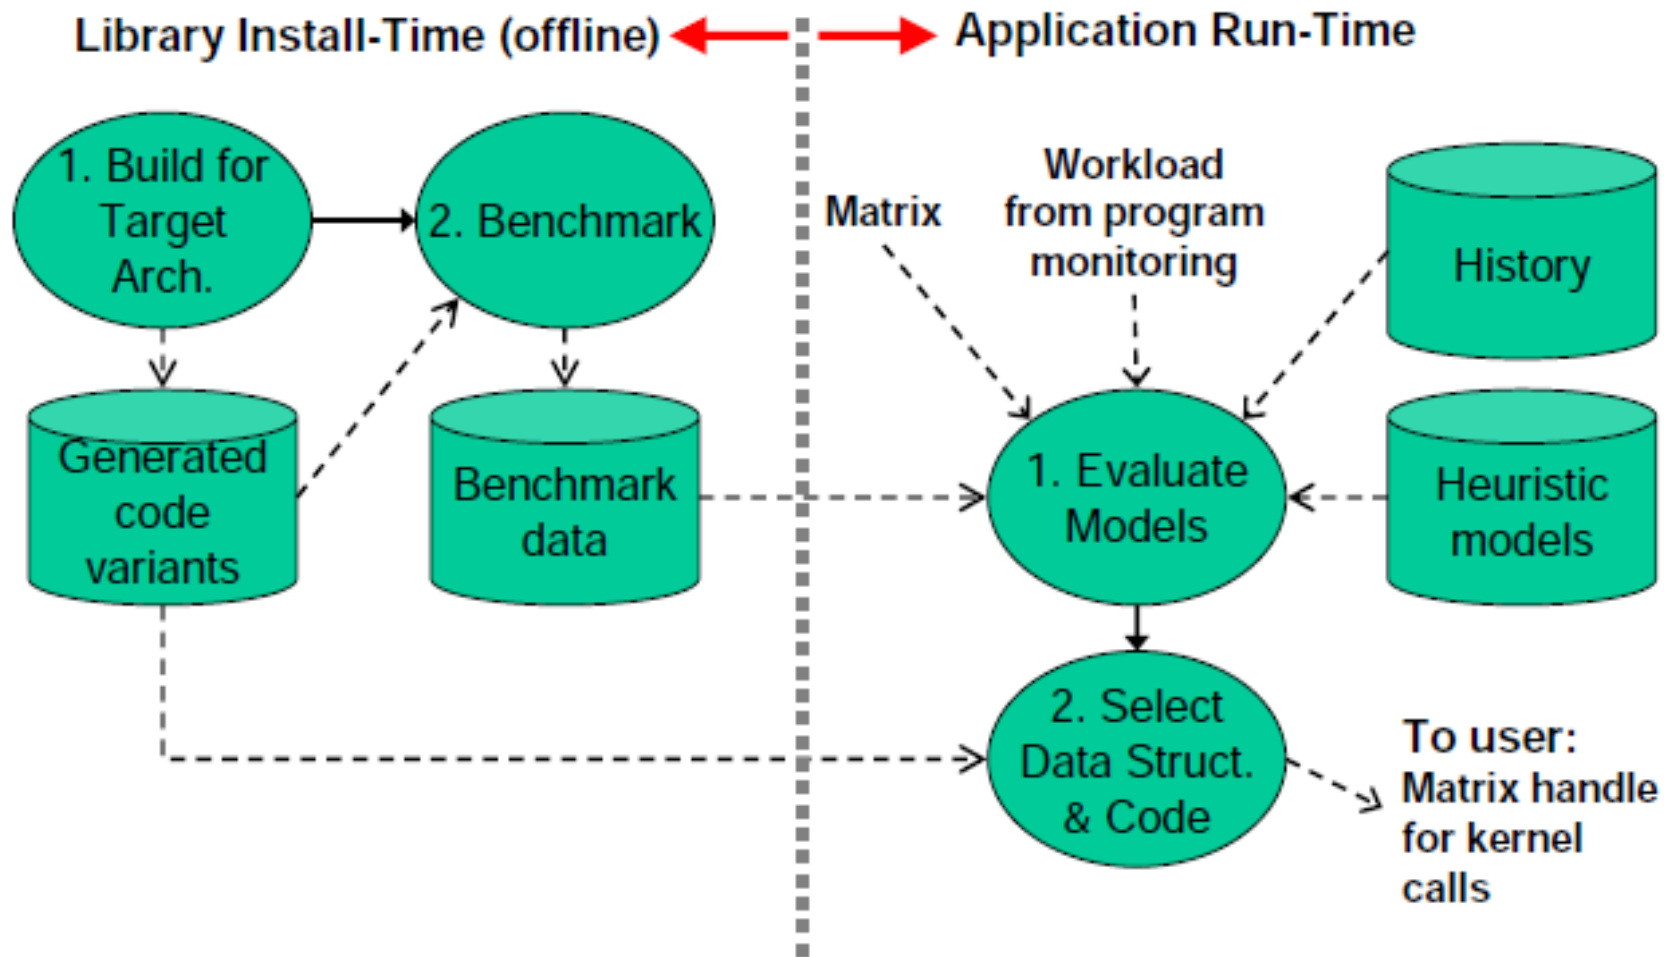 Library Install-Time (offline)
Application Run-Time
1. Build for
Target
Arch.
2. Benchmark
Generated
code
variants
Benchmark
data
Matrix
Workload
from program
monitoring
History
1. Evaluate
Models
Heuristic
models
2. Select
Data Struct.
& Code
To user:
Matrix handle
for kernel
calls